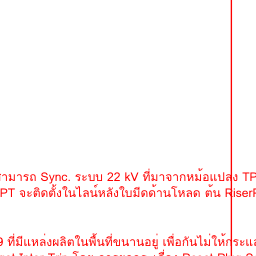 สามารถ Sync. ระบบ 22 kV ที่มาจากหม้อแปลง TP
PT จะติดตั้งในไลน์หลังใบมีดด้านโหลด ต้น Riser
9 ที่มีแหล่งผลิตในพื้นที่ขนานอยู่ เพื่อกันไม่ให้กระแส